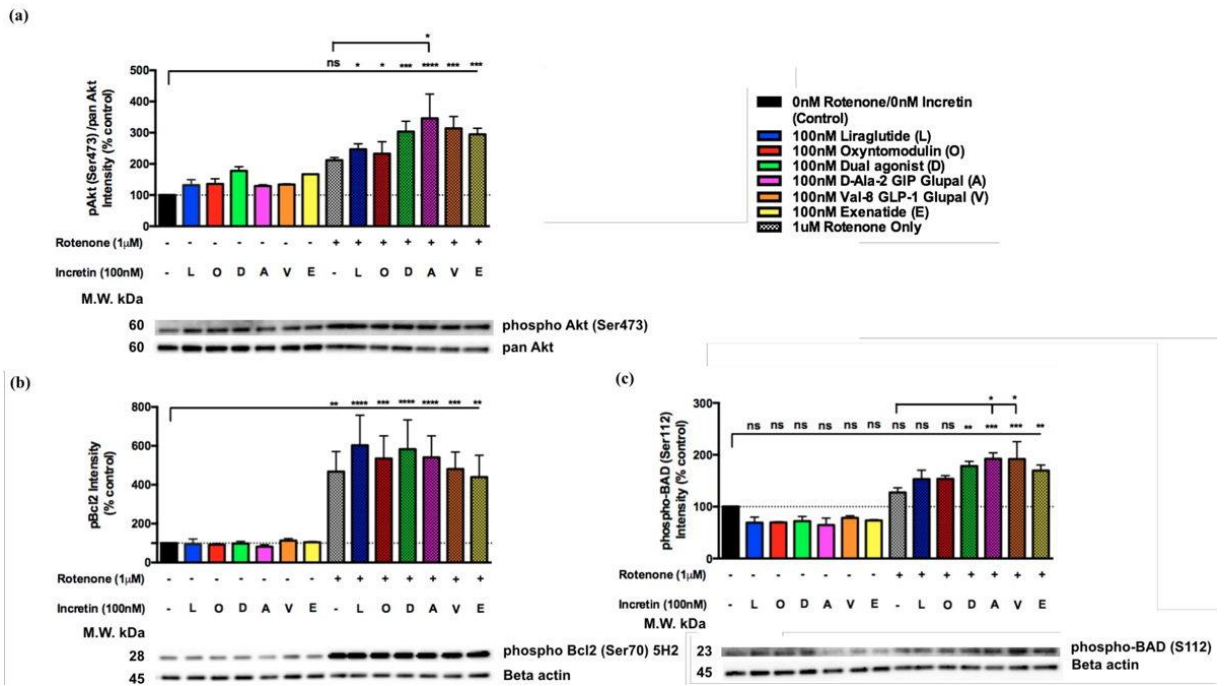 (a)
*
ns * * *** **** *** ***
500
400
300
200
100
0
pAkt (Ser473) /pan Akt
Intensity (% control)
Rotenone (1μM) - - - - - - - + + + + + + +
Incretin (100nM) - L O D A V E - L O D A V E
M.W. kDa
60 phospho Akt (Ser473)
60 pan Akt
0nM Rotenone/0nM Incretin
(Control)
100nM Liraglutide (L)
100nM Oxyntomodulin (O)
100nM Dual agonist (D)
100nM D-Ala-2 GIP Glupal (A)
100nM Val-8 GLP-1 Glupal (V)
100nM Exenatide (E)
1uM Rotenone Only
(b)
** **** *** **** **** *** **
800
600
400
200
100
0
pBcl2 Intensity
(% control)
Rotenone (1μM) - - - - - - - + + + + + + +
Incretin (100nM) - L O D A V E - L O D A V E
M.W. kDa
28 phospho Bcl2 (Ser70) 5H2
45 Beta actin
(c)
* *
ns ns ns ns ns ns ns ns ns ** *** *** **
300
200
100
0
phospho-BAD (Ser112)
Intensity (% control)
Rotenone (1μM) - - - - - - - + + + + + + +
Incretin (100nM) - L O D A V E - L O D A V E
M.W. kDa
23 phospho-BAD (S112)
45 Beta actin